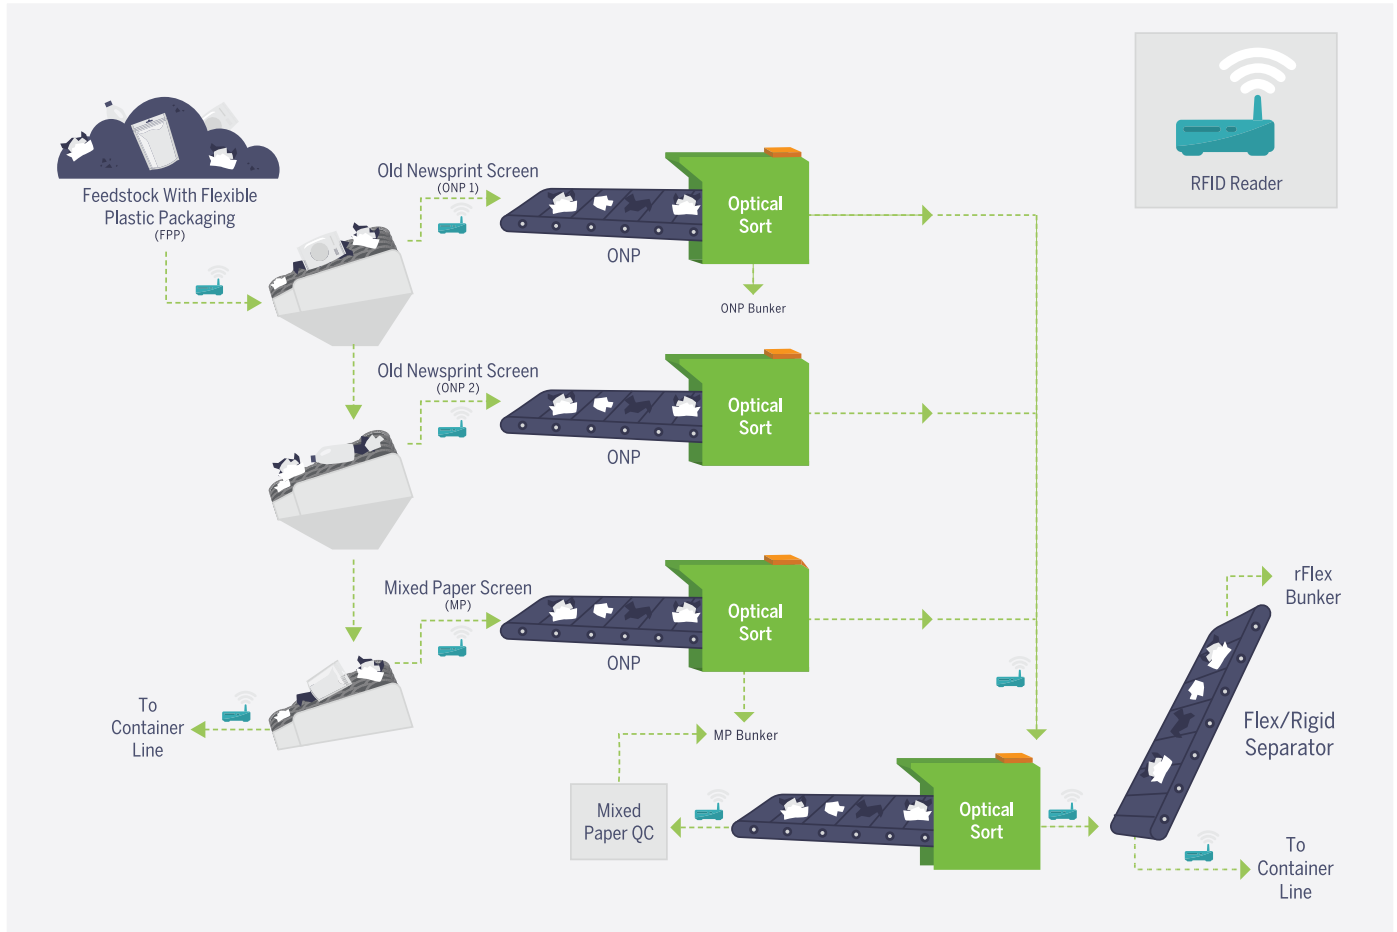 Feedstock With Flexible
Plastic Packaging
(FPP)
Old Newsprint Screen
(ONP 1)
ONP
Optical
Sort
ONP Bunker
RFID Reader
Old Newsprint Screen
(ONP 2)
ONP
Optical
Sort
Mixed Paper Screen
(MP)
ONP
Optical
Sort
MP Bunker
To
Container
Line
Mixed
Paper QC
Optical
Sort
rFlex
Bunker
Flex/Rigid
Separator
To
Container
Line